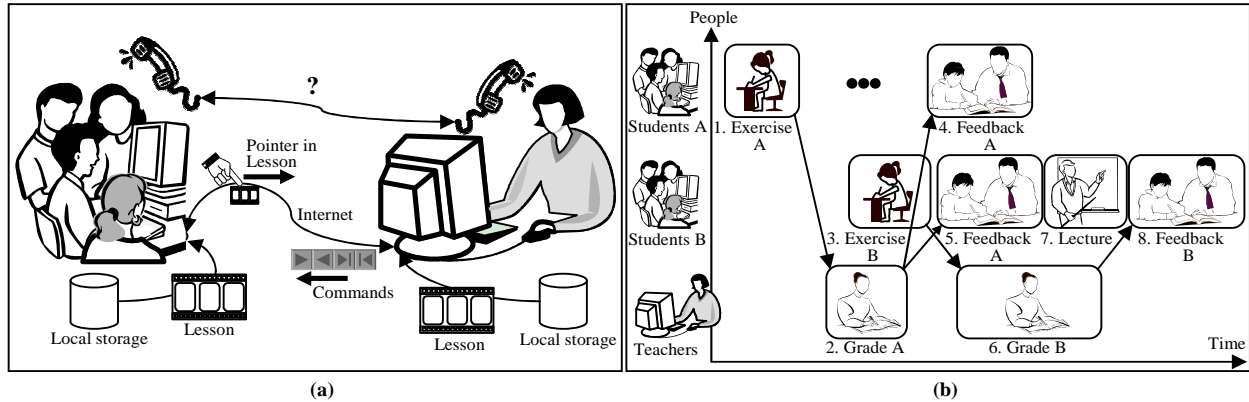 ?
Pointer in
Lesson
Internet
Commands
Local storage
Lesson
Lesson
Local storage
(a)
People
Students A
1. Exercise
A
4. Feedback
A
Students B
3. Exercise
B
5. Feedback
A
7. Lecture
8. Feedback
B
Teachers
2. Grade A
6. Grade B
Time
(b)